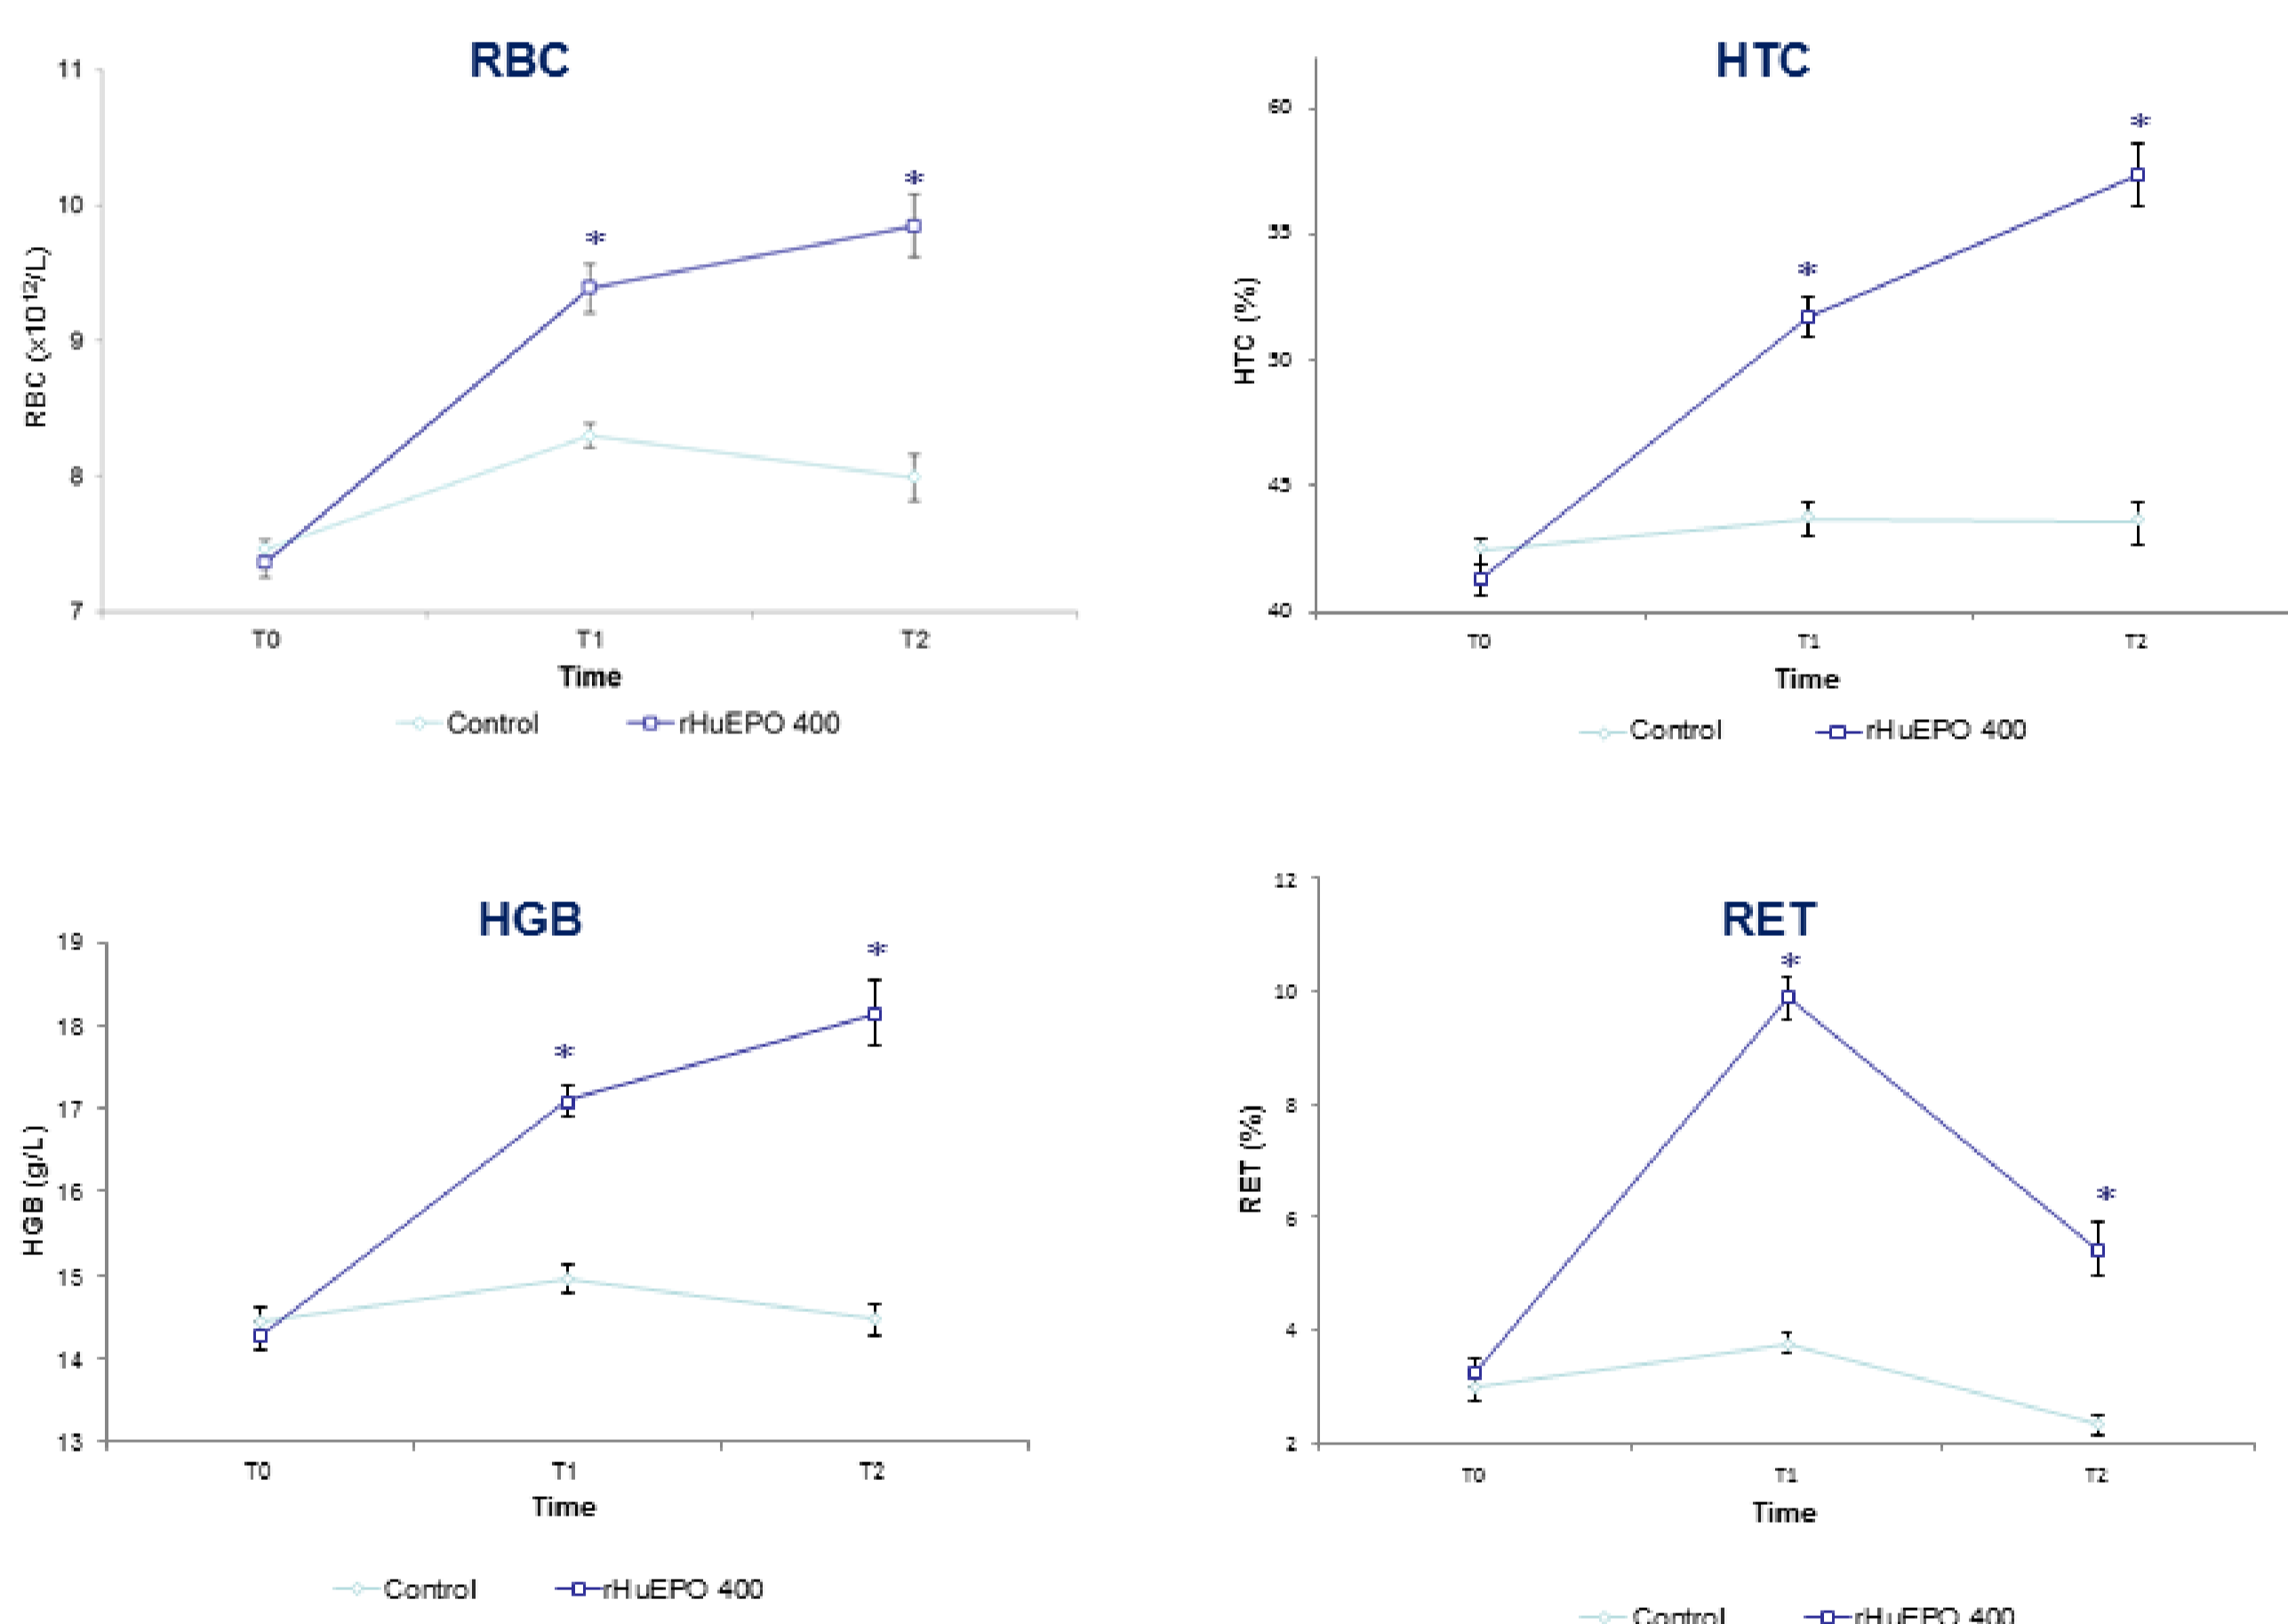 RBC
11
10
9
8
7
RBC (x10¹²/L)
*
*
T0 T1 T2
Time
Control rHuEPO 400
HTC
60
55
50
45
40
HTC (%)
*
*
T0 T1 T2
Time
Control rHuEPO 400
HGB
19
18
17
16
15
14
13
HGB (g/L)
*
*
T0 T1 T2
Time
Control rHuEPO 400
RET
12
10
8
6
4
2
RET (%)
*
*
T0 T1 T2
Time
Control rHuEPO 400